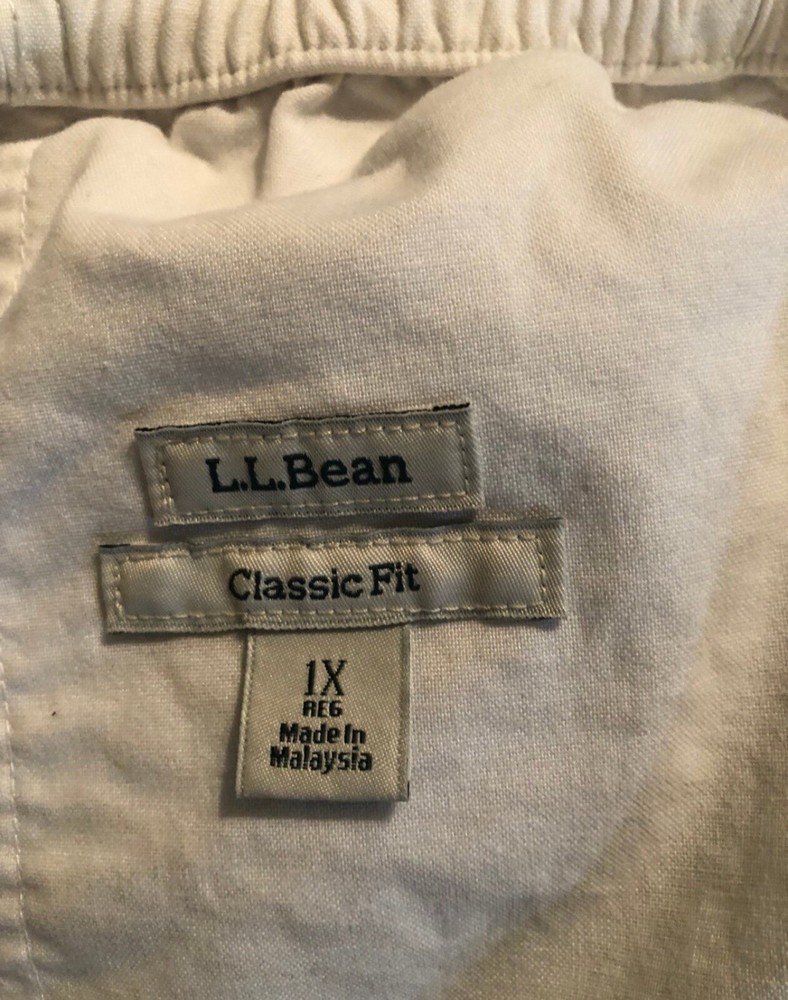 L.L.Bean
Classic Fit
1X
REG
Made In
Malaysia